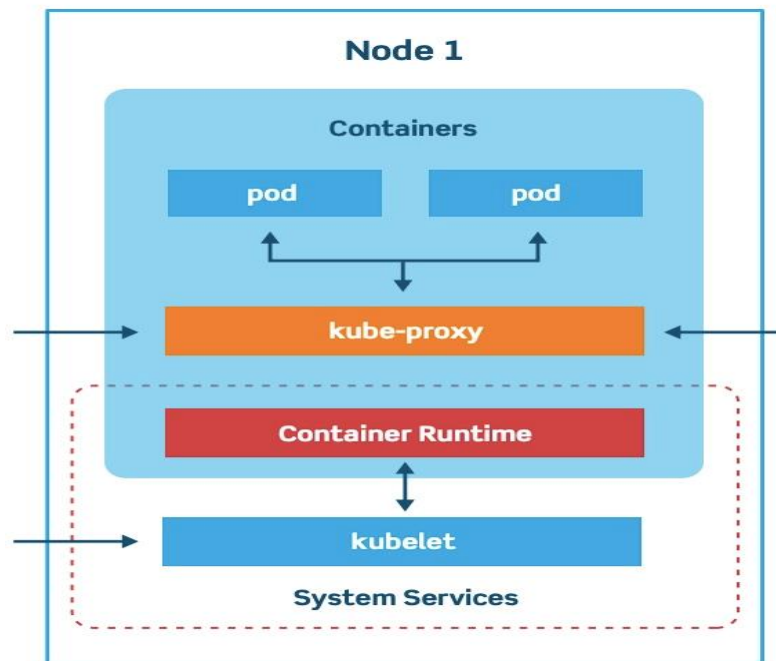 Node 1
Containers
pod pod
kube-proxy
Container Runtime
kubelet
System Services